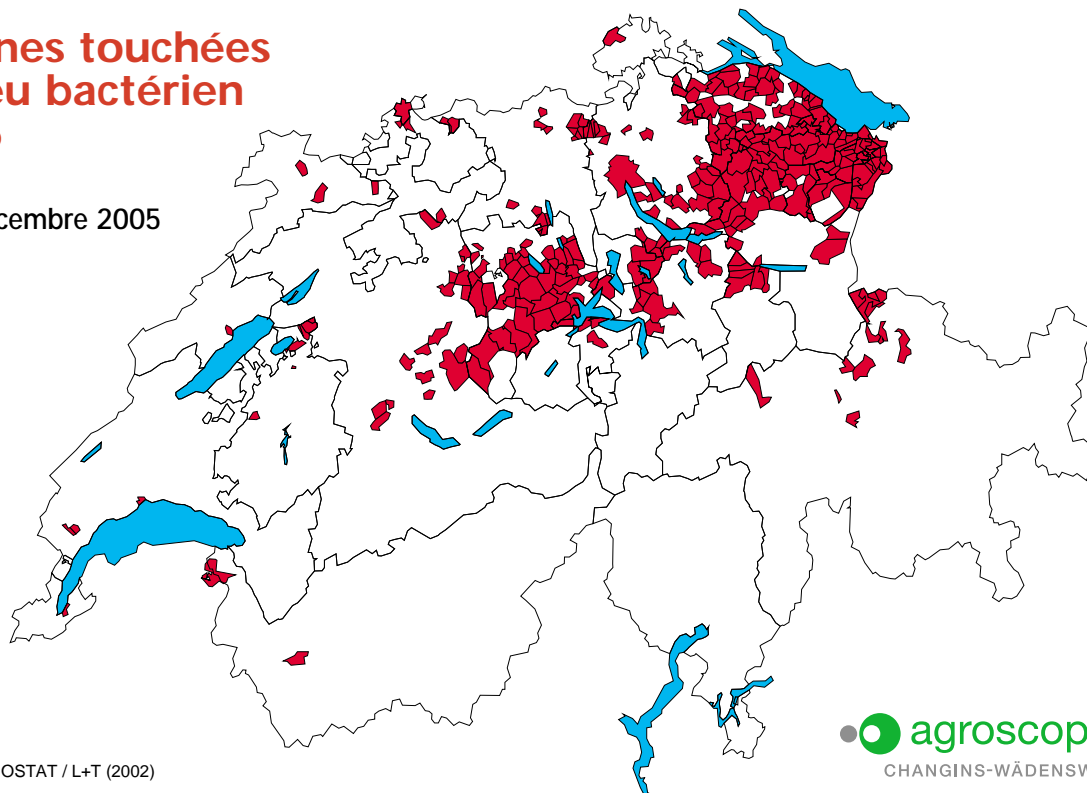 nes touchées
eu bactérien
cembre 2005
OSTAT / L+T (2002)
agroscop
CHANGINS-WÄDENSW